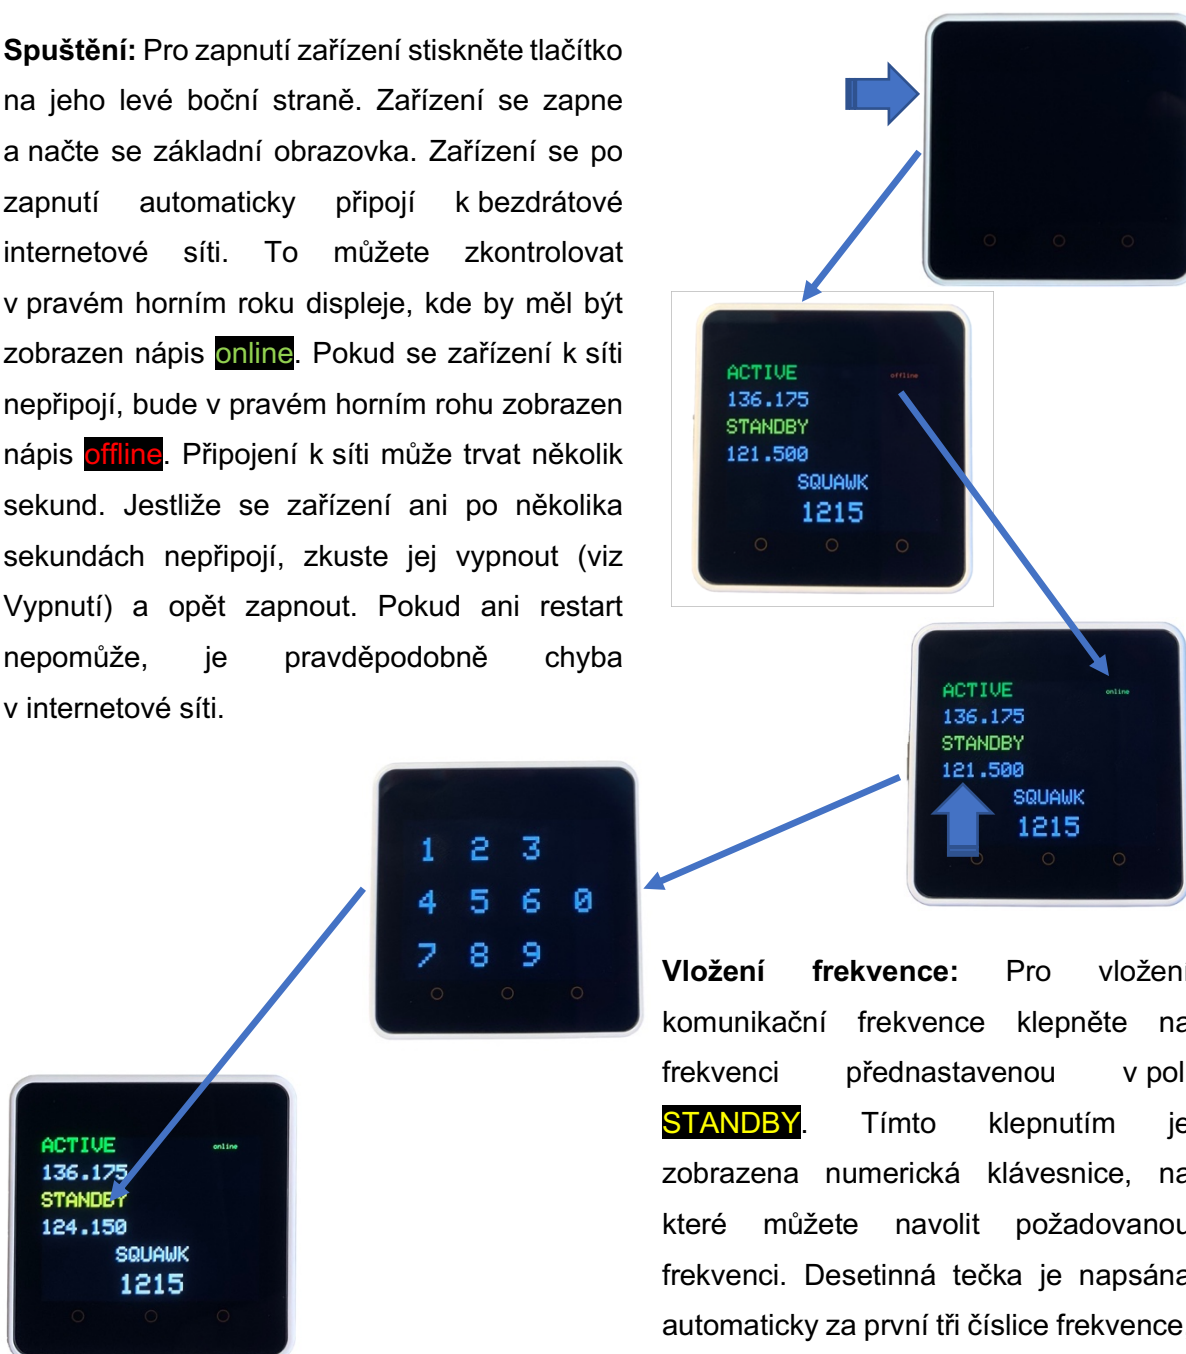 Spuštění: Pro zapnutí zařízení stiskněte tlačítko
na jeho levé boční straně. Zařízení se zapne
a načte se základní obrazovka. Zařízení se po
zapnutí automaticky připojí k bezdrátové
internetové síti. To můžete zkontrolovat
v pravém horním roku displeje, kde by měl být
zobrazen nápis online. Pokud se zařízení k síti
nepřipojí, bude v pravém horním rohu zobrazen
nápis offline. Připojení k síti může trvat několik
sekund. Jestliže se zařízení ani po několika
sekundách nepřipojí, zkuste jej vypnout (viz
Vypnutí) a opět zapnout. Pokud ani restart
nepomůže, je pravděpodobně chyba
v internetové síti.
ACTIVE offline
136.175
STANDBY
121.500
SQUAWK
1215
ACTIVE online
136.175
STANDBY
121.500
SQUAWK
1215
1 2 3
4 5 6 0
7 8 9
ACTIVE online
136.175
STANDBY
124.150
SQUAWK
1215
Vložení frekvence: Pro vložení
komunikační frekvence klepněte na
frekvenci přednastavenou v pol
STANDBY. Tímto klepnutím je
zobrazena numerická klávesnice, na
které můžete navolit požadovanou
frekvenci. Desetinná tečka je napsána
automaticky za první tři číslice frekvence